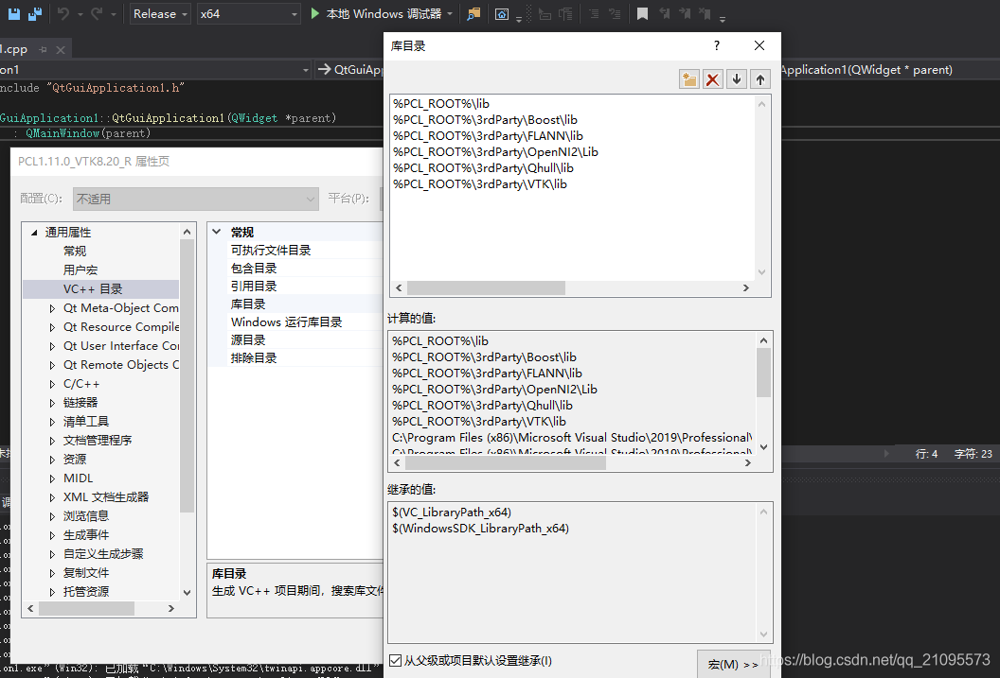 Release
x64
本地 Windows 调试器
1.cpp
on1
QtGuiApp
Application1(QWidget * parent)
nclude "QtGuiApplication1.h"
GuiApplication1::QtGuiApplication1(QWidget *parent)
: QMainWindow(parent)
PCL1.11.0_VTK8.20_R 属性页
配置(C):
不适用
平台(P):
通用属性
常规
用户宏
VC++ 目录
Qt Meta-Object Com
Qt Resource Compile
Qt User Interface Co
Qt Remote Objects C
C/C++
链接器
清单工具
文档管理程序
资源
MIDL
XML 文档生成器
浏览信息
生成事件
自定义生成步骤
复制文件
托管资源
常规
可执行文件目录
包含目录
引用目录
库目录
Windows 运行库目录
源目录
排除目录
库目录
生成 VC++ 项目期间，搜索库文件
库目录
?
%PCL_ROOT%\lib
%PCL_ROOT%\3rdParty\Boost\lib
%PCL_ROOT%\3rdParty\FLANN\lib
%PCL_ROOT%\3rdParty\OpenNI2\Lib
%PCL_ROOT%\3rdParty\Qhull\lib
%PCL_ROOT%\3rdParty\VTK\lib
计算的值:
%PCL_ROOT%\lib
%PCL_ROOT%\3rdParty\Boost\lib
%PCL_ROOT%\3rdParty\FLANN\lib
%PCL_ROOT%\3rdParty\OpenNI2\Lib
%PCL_ROOT%\3rdParty\Qhull\lib
%PCL_ROOT%\3rdParty\VTK\lib
C:\Program Files (x86)\Microsoft Visual Studio\2019\Professional\
C:\Program Files (x86)\Microsoft Visual Studio\2019\Professional\
继承的值:
$(VC_LibraryPath_x64)
$(WindowsSDK_LibraryPath_x64)
从父级或项目默认设置继承(I)
宏(M) >>
行: 4
字符: 23
on1.exe" (Win32): 已加载 "C:\Windows\System32\twinapi.appcore.dll"
https://blog.csdn.net/qq_21095573